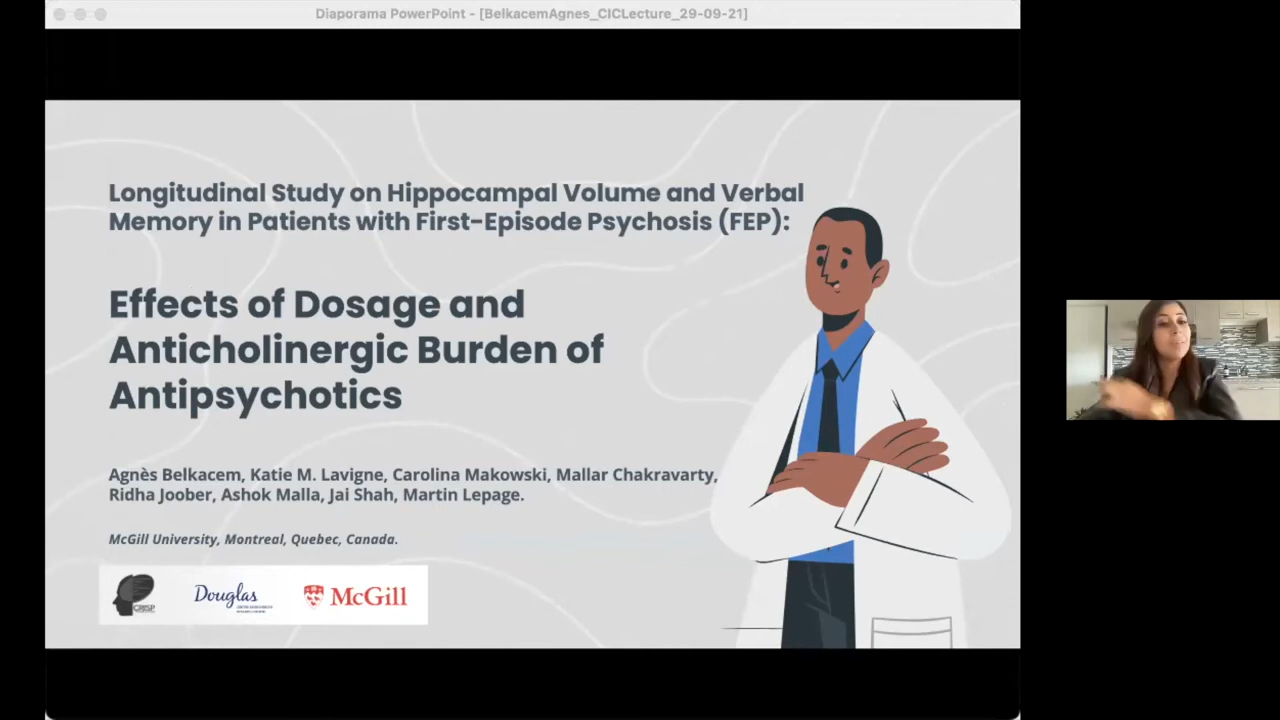 Diaporama PowerPoint - [BelkacemAgnes_CICLecture_29-09-21]
Longitudinal Study on Hippocampal Volume and Verbal
Memory in Patients with First-Episode Psychosis (FEP):
Effects of Dosage and
Anticholinergic Burden of
Antipsychotics
Agnès Belkacem, Katie M. Lavigne, Carolina Makowski, Mallar Chakravarty,
Ridha Joober, Ashok Malla, Jai Shah, Martin Lepage.
McGill University, Montreal, Quebec, Canada.
CRISP
Douglas
McGill